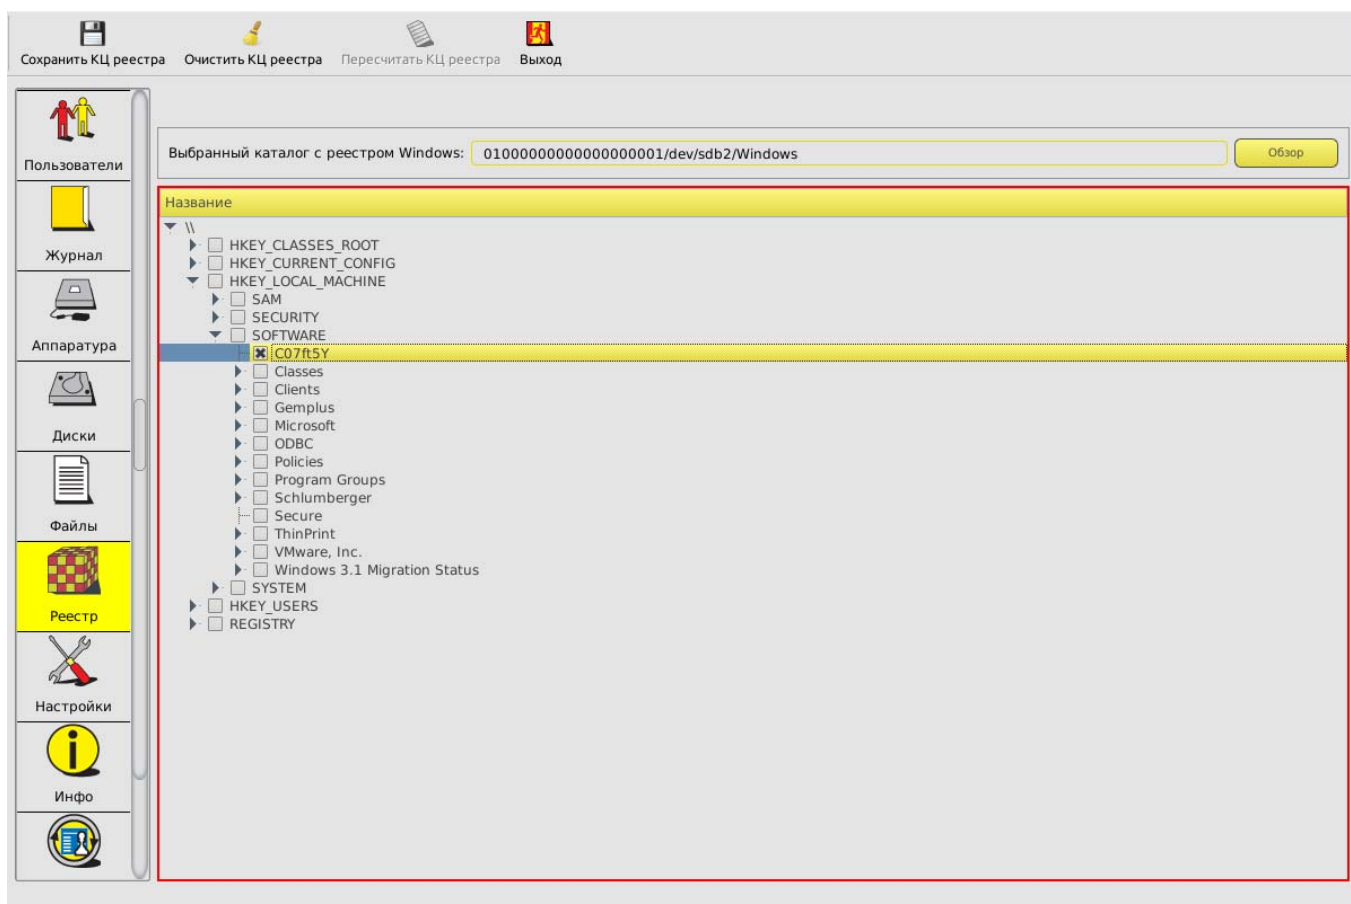 Сохранить КЦ реестра Очистить КЦ реестра Пересчитать КЦ реестра Выход
Пользователи
Журнал
Аппаратура
Диски
Файлы
Реестр
Настройки
Инфо
Выбранный каталог с реестром Windows: 01000000000000000001/dev/sdb2/Windows Обзор
Название
\\
HKEY_CLASSES_ROOT
HKEY_CURRENT_CONFIG
HKEY_LOCAL_MACHINE
SAM
SECURITY
SOFTWARE
C07ft5Y
Classes
Clients
Gemplus
Microsoft
ODBC
Policies
Program Groups
Schlumberger
Secure
ThinPrint
VMware, Inc.
Windows 3.1 Migration Status
SYSTEM
HKEY_USERS
REGISTRY